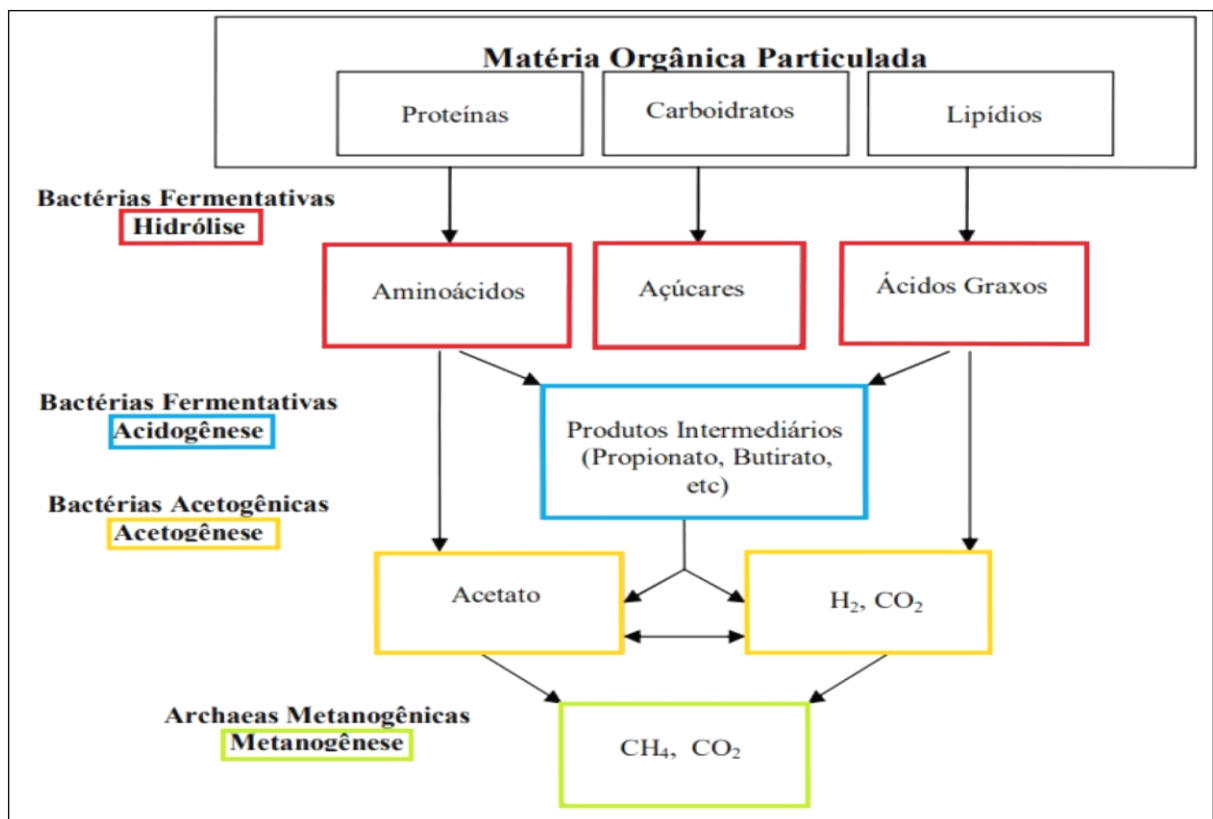 Matéria Orgânica Particulada
Proteínas
Carboidratos
Lipídios
Bactérias Fermentativas
Hidrólise
Aminoácidos
Açúcares
Ácidos Graxos
Bactérias Fermentativas
Acidogênese
Produtos Intermediários
(Propionato, Butirato,
etc)
Bactérias Acetogênicas
Acetogênese
Acetato
H₂, CO₂
Archaeas Metanogênicas
Metanogênese
CH₄, CO₂